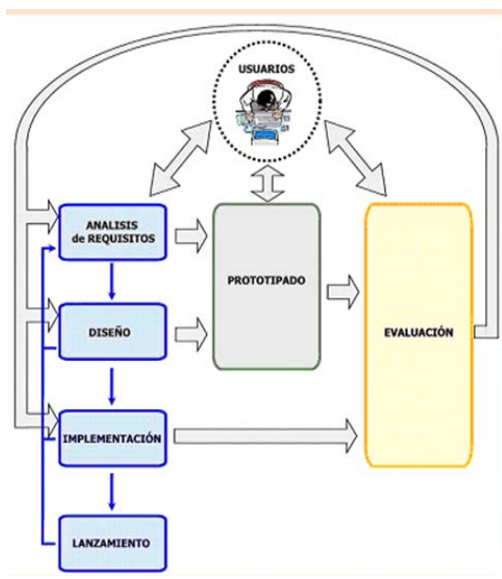 USUARIOS
ANALISIS
de REQUISITOS
PROTOTIPADO
DISEÑO
EVALUACIÓN
IMPLEMENTACIÓN
LANZAMIENTO